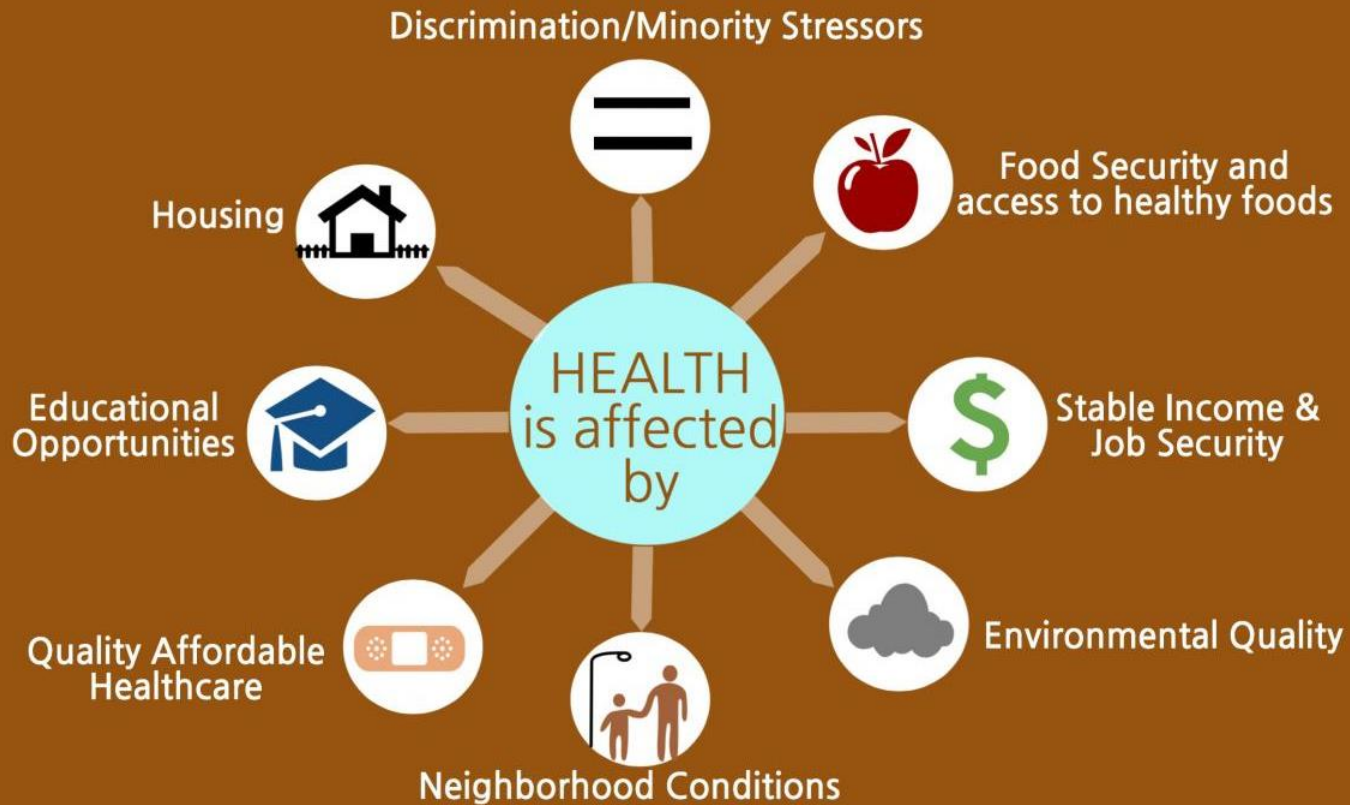 Discrimination/Minority Stressors
Food Security and
access to healthy foods
Housing
HEALTH
is affected
by
Educational
Opportunities
Stable Income &
Job Security
Quality Affordable
Healthcare
Environmental Quality
Neighborhood Conditions